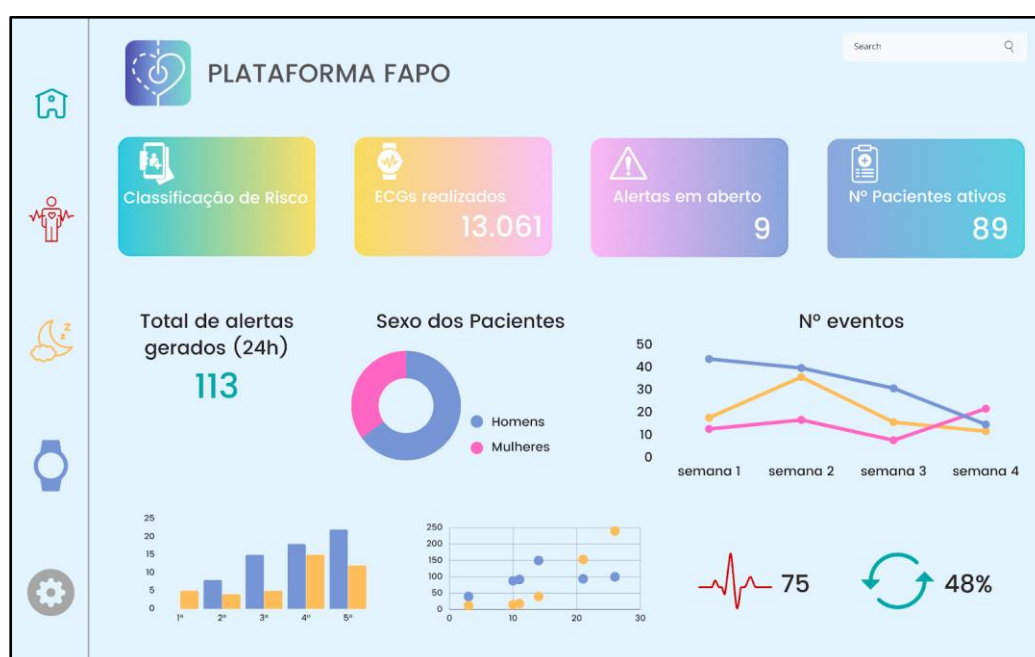 Search
PLATAFORMA FAPO
Classificação de Risco
ECGs realizados
13.061
Alertas em aberto
9
Nº Pacientes ativos
89
Total de alertas
gerados (24h)
113
Sexo dos Pacientes
Homens
Mulheres
Nº eventos
50
40
30
20
10
0
semana 1 semana 2 semana 3 semana 4
25
20
15
10
5
0
1º 2º 3º 4º 5º
250
200
150
100
50
0
0 10 20 30
75
48%
z
z
z